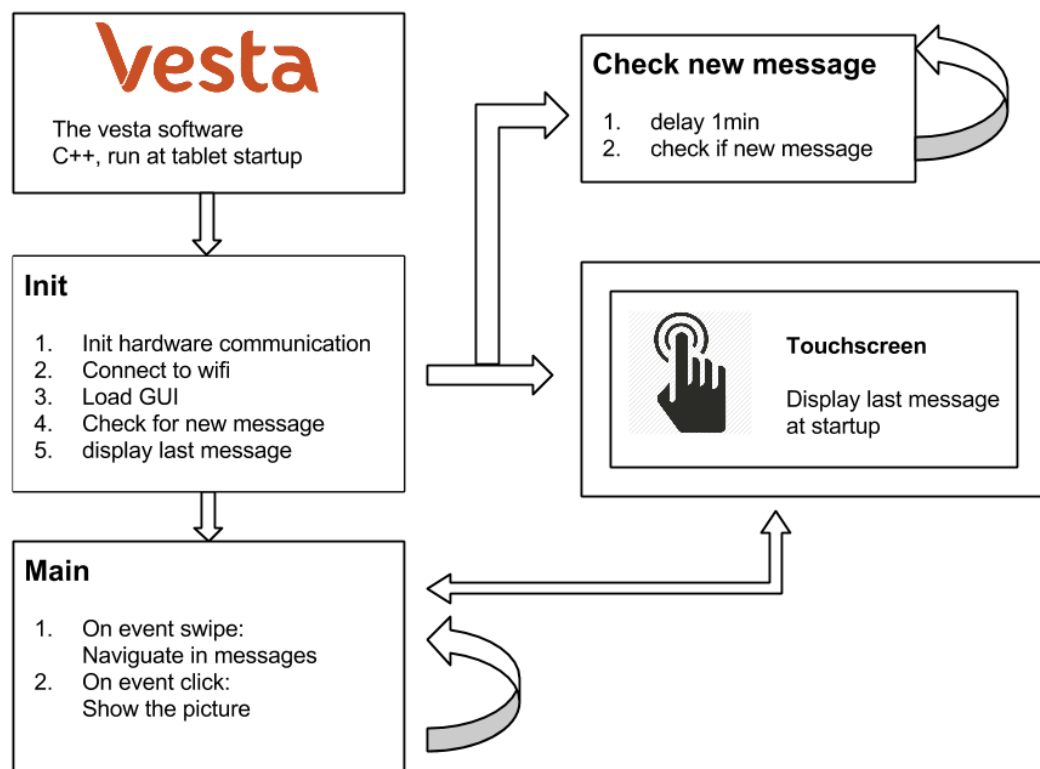 Vesta
The vesta software
C++, run at tablet startup
Check new message
1. delay 1min
2. check if new message
Init
1. Init hardware communication
2. Connect to wifi
3. Load GUI
4. Check for new message
5. display last message
Touchscreen
Display last message
at startup
Main
1. On event swipe:
Naviguate in messages
2. On event click:
Show the picture